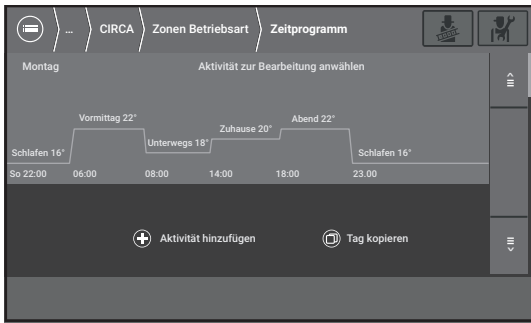 ... CIRCA Zonen Betriebsart Zeitprogramm
Montag Aktivität zur Bearbeitung anwählen
Vormittag 22° Abend 22°
Zuhause 20°
Unterwegs 18°
Schlafen 16° Schlafen 16°
So 22:00 06:00 08:00 14:00 18:00 23.00
Aktivität hinzufügen Tag kopieren